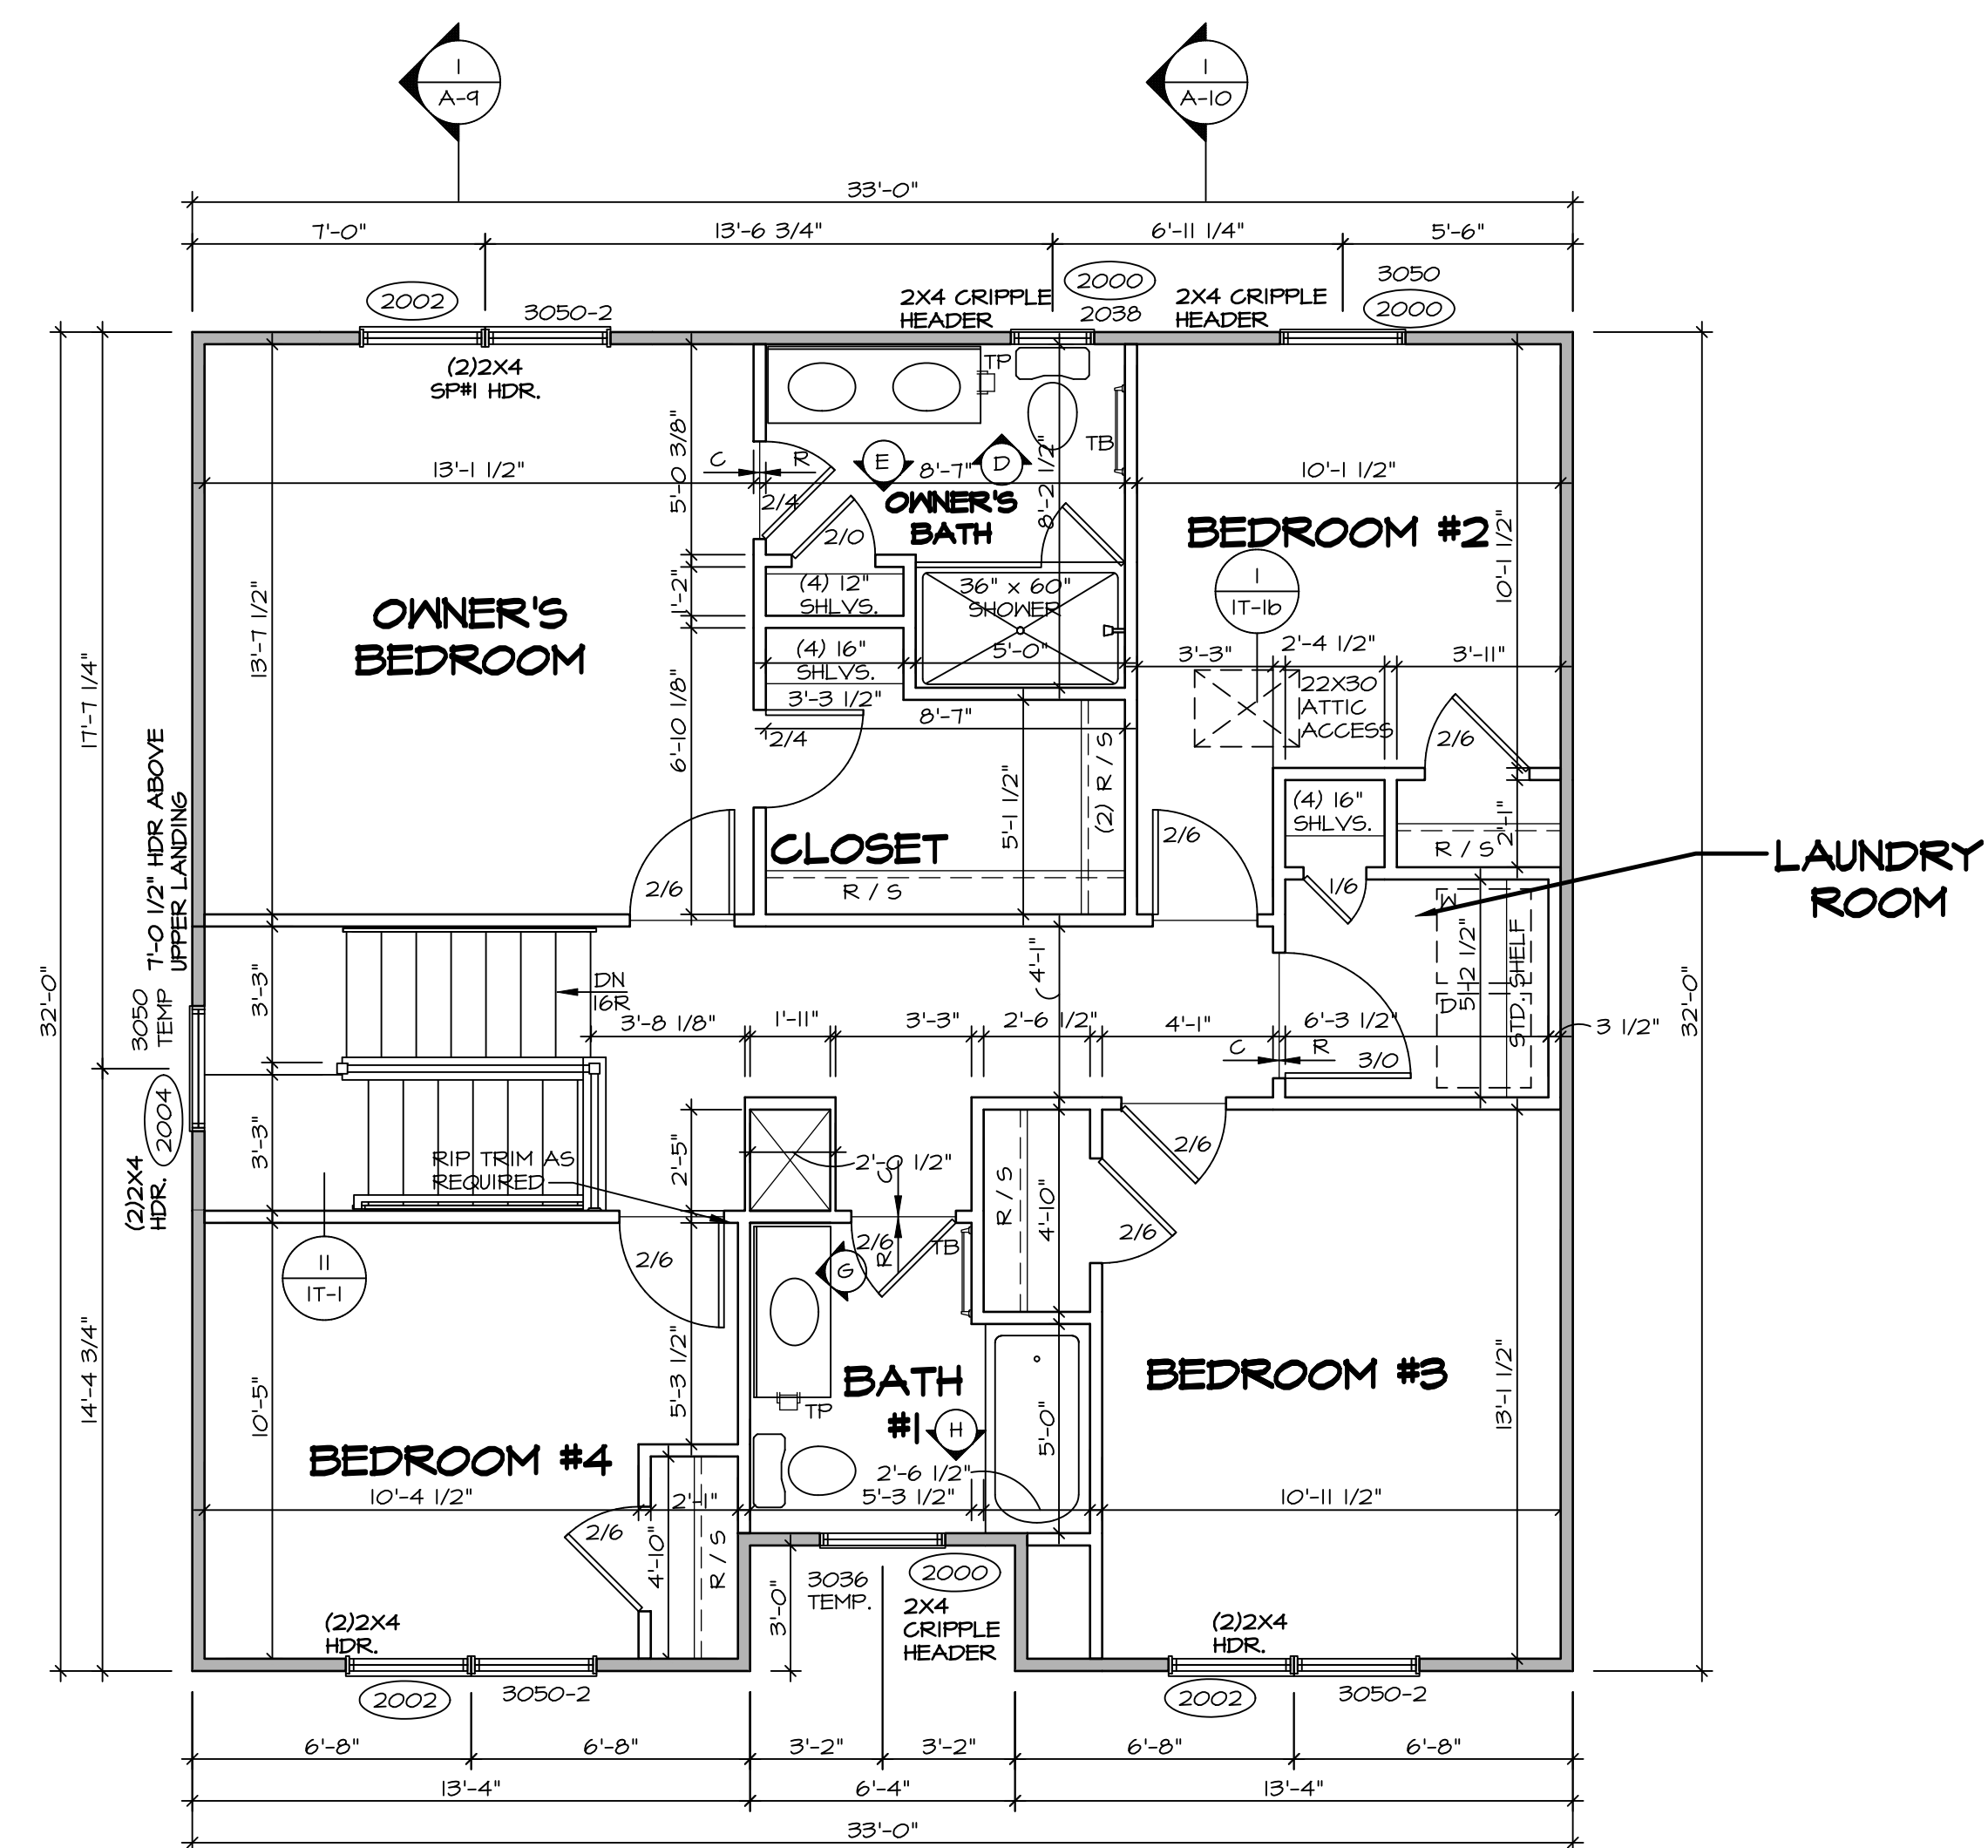 1
A-9
1
A-10
33'-0"
7'-0"
13'-6 3/4"
6'-11 1/4"
5'-6"
2002
3050-2
2X4 CRIPPLE
HEADER
2000
2038
2X4 CRIPPLE
HEADER
3050
2000
(2)2X4
SP#1 HDR.
TP
TB
5'-0 3/8"
C
R
13'-1 1/2"
E
8'-7"
D
8'-2 1/2"
10'-1 1/2"
2/4
OWNER'S
BATH
2/0
BEDROOM #2
10'-1 1/2"
1
IT-1b
13'-7 1/2"
OWNER'S
BEDROOM
1'-2"
(4) 12"
SHLVS.
36" x 60"
SHOWER
5'-0"
(4) 16"
SHLVS.
3'-3 1/2"
8'-7"
3'-3"
2'-4 1/2"
3'-11"
22X30
ATTIC
ACCESS
2/6
6'-10 1/8"
2/4
(2) R / S
5'-1 1/2"
CLOSET
R / S
2/6
2/6
(4) 16"
SHLVS.
2'-1"
R / S
1/6
LAUNDRY
ROOM
17'-7 1/4"
7'-0 1/2" HDR ABOVE
UPPER LANDING
32'-0"
3050
TEMP
2004
(2)2X4
HDR.
14'-4 3/4"
3'-3"
3'-3"
DN
16R
4'-1"
W
D
5'-2 1/2"
STD. SHELF
32'-0"
3'-8 1/8"
1'-11"
3'-3"
2'-6 1/2"
4'-1"
6'-3 1/2"
3 1/2"
C
R
3/0
RIP TRIM AS
REQUIRED
2'-5"
2'-0 1/2"
C
R
2/6
TB
R / S
4'-10"
2/6
2/6
11
IT-1
2/6
G
5'-3 1/2"
10'-5"
BATH
#1
H
TP
5'-0"
BEDROOM #3
13'-1 1/2"
BEDROOM #4
10'-4 1/2"
2'-1"
2'-6 1/2"
5'-3 1/2"
10'-11 1/2"
2/6
4'-10"
R / S
3'-0"
3036
TEMP.
2000
2X4
CRIPPLE
HEADER
(2)2X4
HDR.
(2)2X4
HDR.
2002
3050-2
2002
3050-2
6'-8"
6'-8"
3'-2"
3'-2"
6'-8"
6'-8"
13'-4"
6'-4"
13'-4"
33'-0"